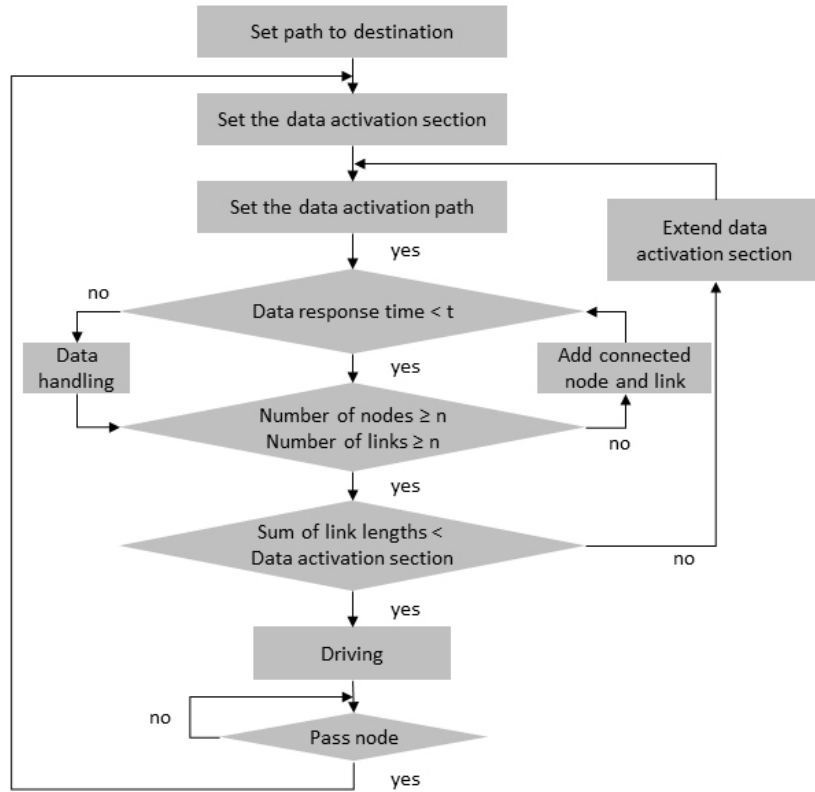 Set path to destination
Set the data activation section
Set the data activation path
Extend data
activation section
yes
no
Data response time < t
Data
handling
yes
Add connected
node and link
Number of nodes ≥ n
Number of links ≥ n
no
yes
Sum of link lengths <
Data activation section
no
yes
Driving
no
Pass node
yes